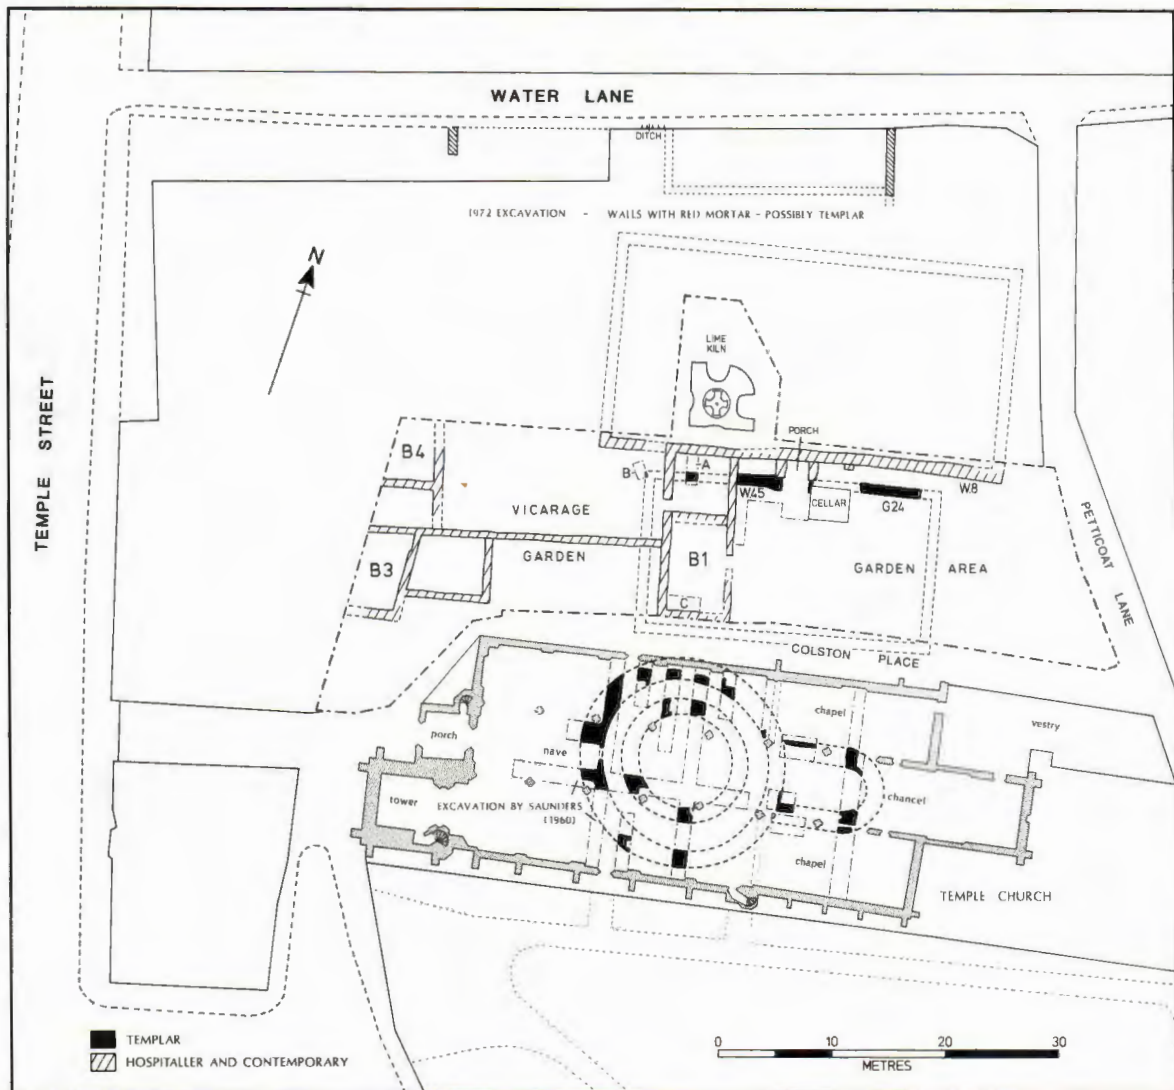 WATER LANE
DITCH
1972 EXCAVATION - WALLS WITH RED MORTAR - POSSIBLY TEMPLAR
N
TEMPLE STREET
LIME
KILN
PORCH
B4
B
A
W45
CELLAR
G24
W8
VICARAGE
GARDEN
B3
B1
C
GARDEN AREA
PETTICOAT LANE
COLSTON PLACE
porch
nave
chapel
vestry
tower
EXCAVATION BY SAUNDERS
(1960)
chancel
chapel
TEMPLE CHURCH
TEMPLAR
HOSPITALLER AND CONTEMPORARY
0 10 20 30
METRES